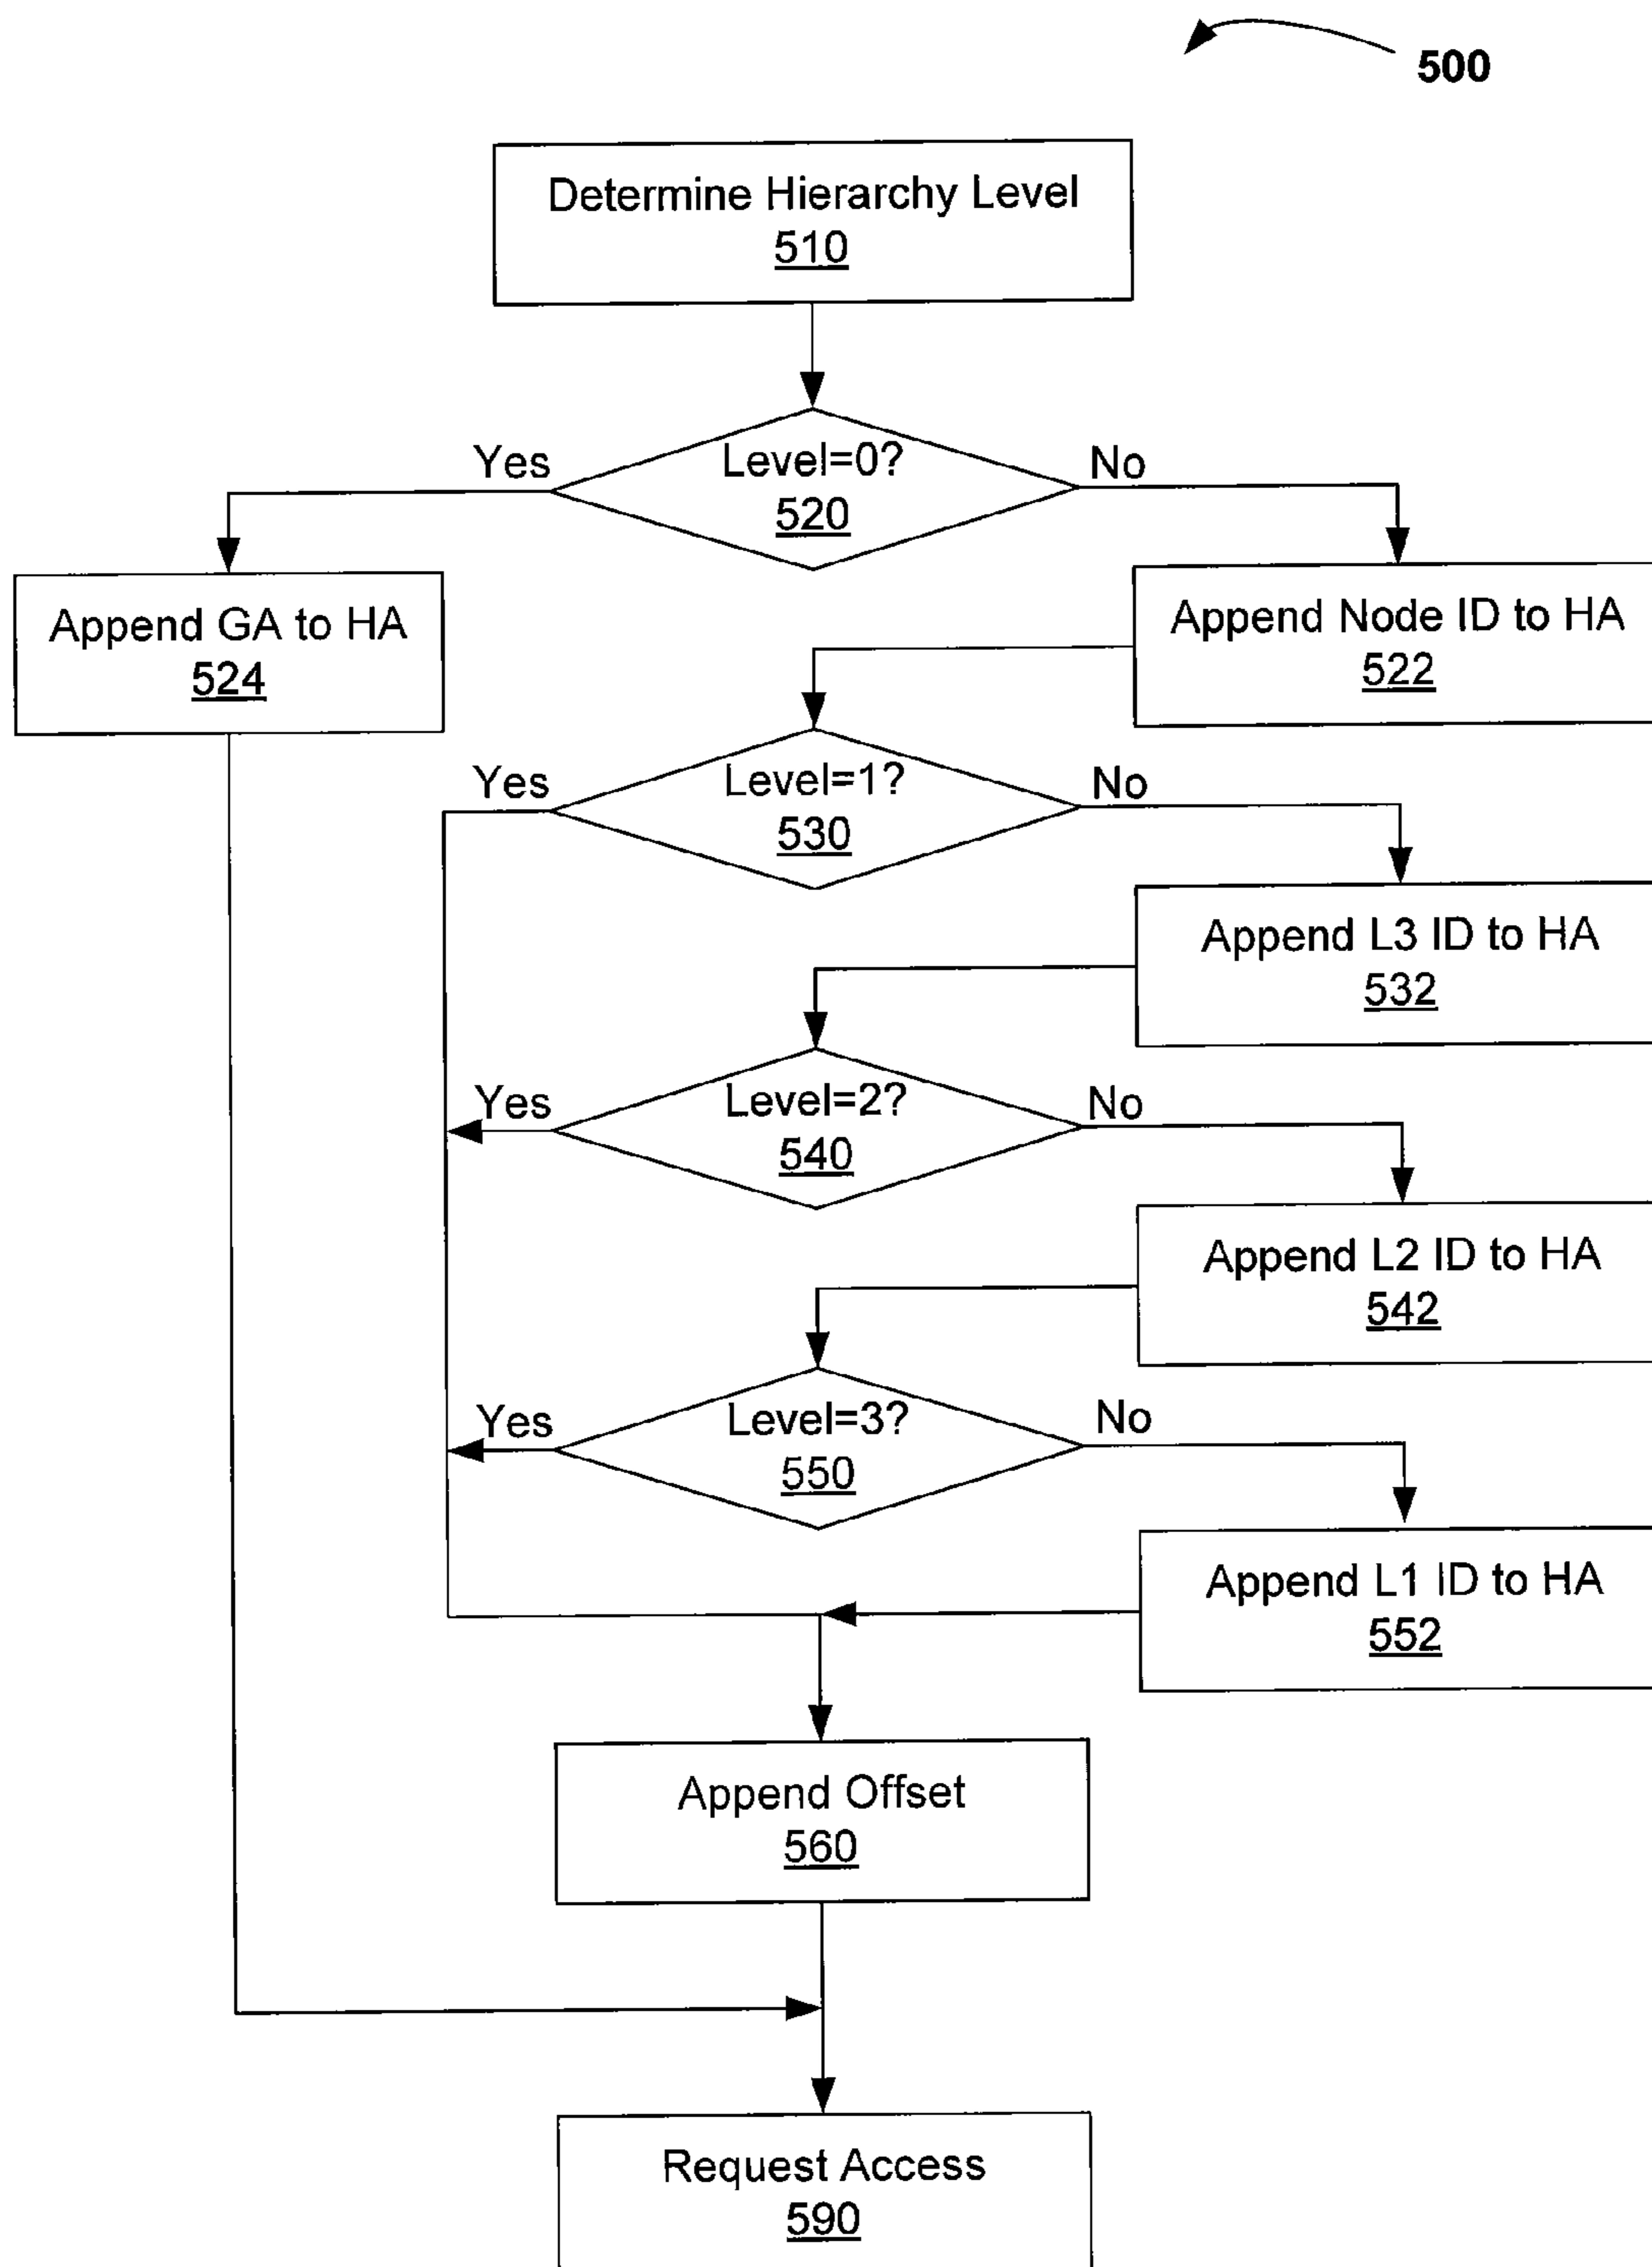 500
Determine Hierarchy Level
510
Level=0?
520
Yes
No
Append GA to HA
524
Append Node ID to HA
522
Level=1?
530
Yes
No
Append L3 ID to HA
532
Level=2?
540
Yes
No
Append L2 ID to HA
542
Level=3?
550
Yes
No
Append L1 ID to HA
552
Append Offset
560
Request Access
590